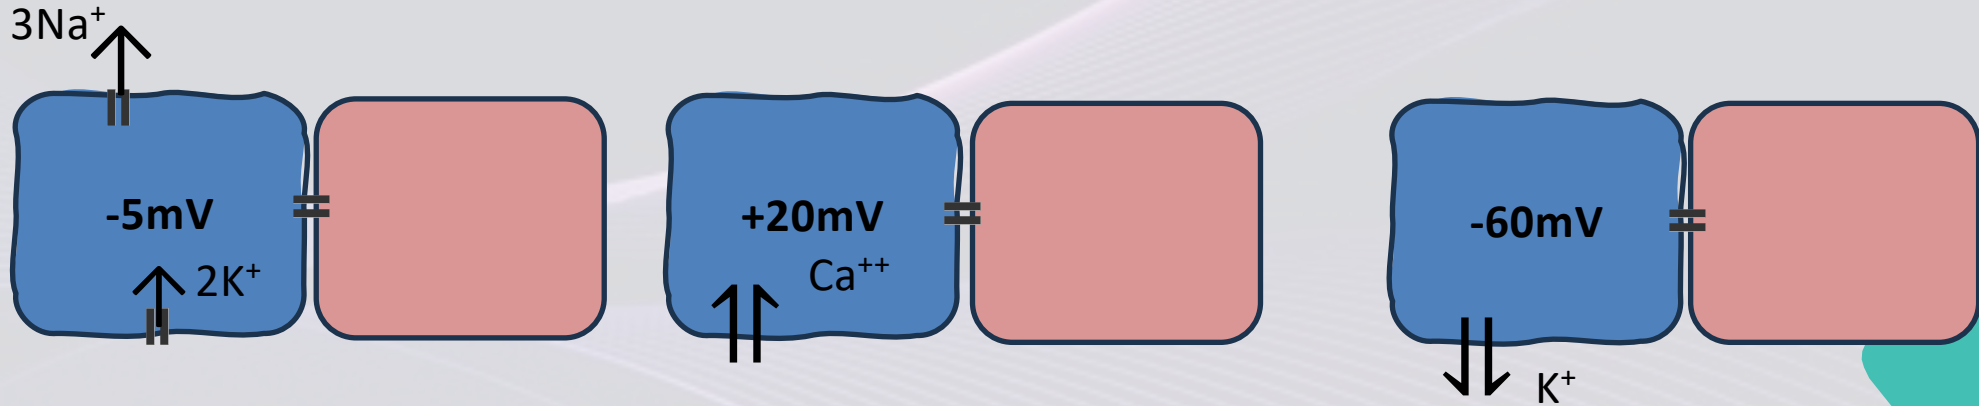 3Na⁺
-5mV
2K⁺
+20mV
Ca⁺⁺
-60mV
K⁺